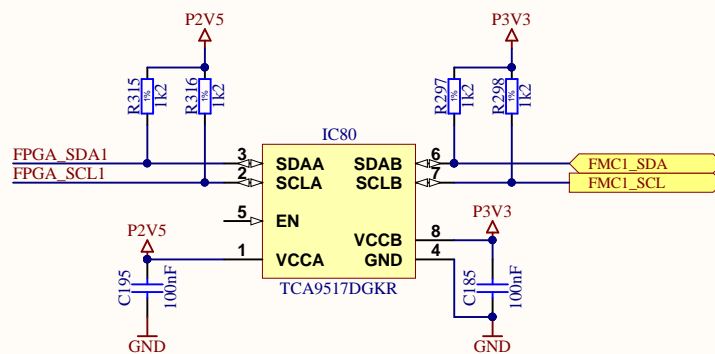 P2V5
P3V3
R315
1%
1k2
R316
1%
1k2
R297
1%
1k2
R298
1%
1k2
IC80
FPGA_SDA1
3
SDAA
SDAB
6
FMC1_SDA
FPGA_SCL1
2
SCLA
SCLB
7
FMC1_SCL
5
EN
P2V5
P3V3
VCCB
8
1
VCCA
GND
4
C195
100nF
TCA9517DGKR
C185
100nF
GND
GND